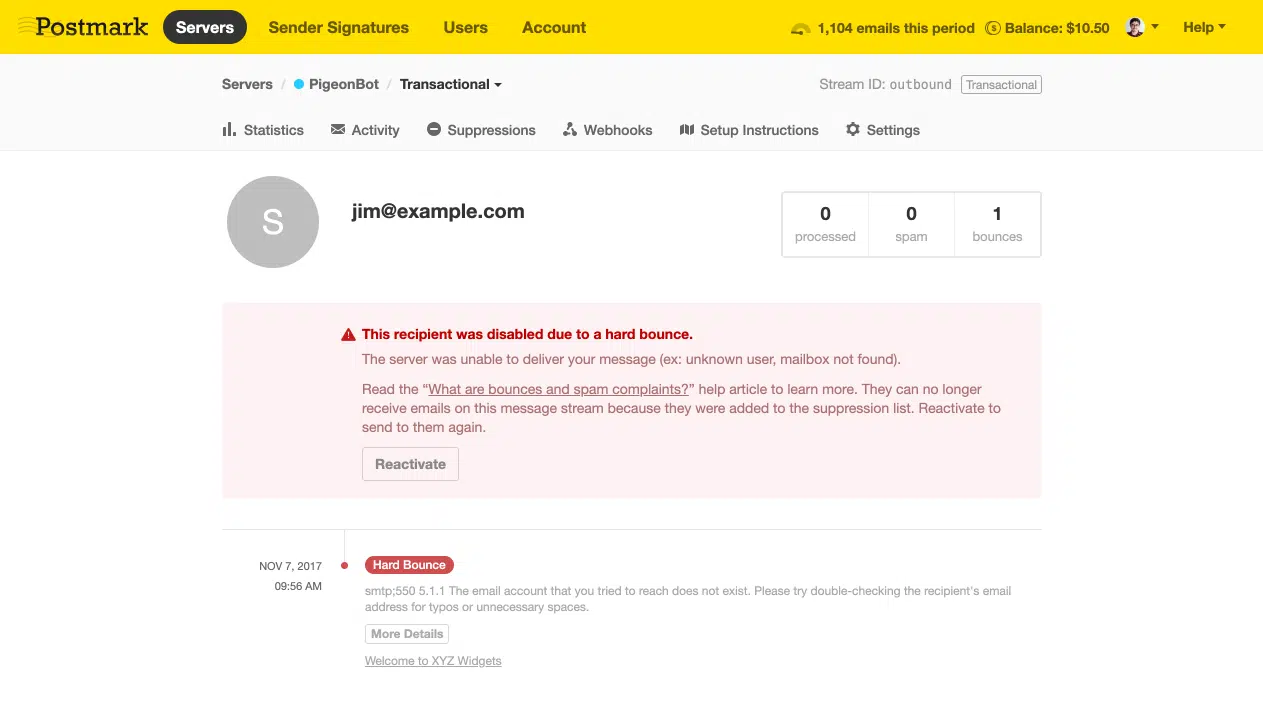 Postmark Servers Sender Signatures Users Account 1,104 emails this period $ Balance: $10.50 Help
Servers / PigeonBot / Transactional Stream ID: outbound Transactional
Statistics Activity Suppressions Webhooks Setup Instructions Settings
S
jim@example.com
0 0 1
processed spam bounces
This recipient was disabled due to a hard bounce.
The server was unable to deliver your message (ex: unknown user, mailbox not found).
Read the “What are bounces and spam complaints?” help article to learn more. They can no longer
receive emails on this message stream because they were added to the suppression list. Reactivate to
send to them again.
Reactivate
NOV 7, 2017 Hard Bounce
09:56 AM
smtp;550 5.1.1 The email account that you tried to reach does not exist. Please try double-checking the recipient's email
address for typos or unnecessary spaces.
More Details
Welcome to XYZ Widgets